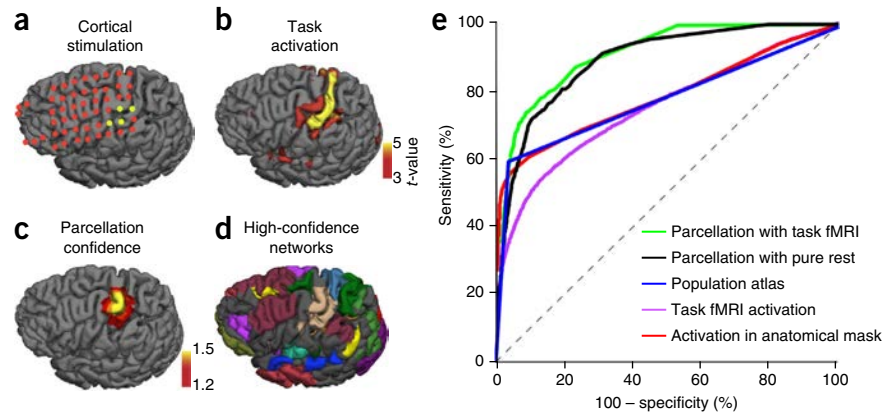 a
Cortical
stimulation
b
Task
activation
5
3
t-value
c
Parcellation
confidence
1.5
1.2
d
High-confidence
networks
e
100
80
60
40
20
0
Sensitivity (%)
Parcellation with task fMRI
Parcellation with pure rest
Population atlas
Task fMRI activation
Activation in anatomical mask
0 20 40 60 80 100
100 – specificity (%)